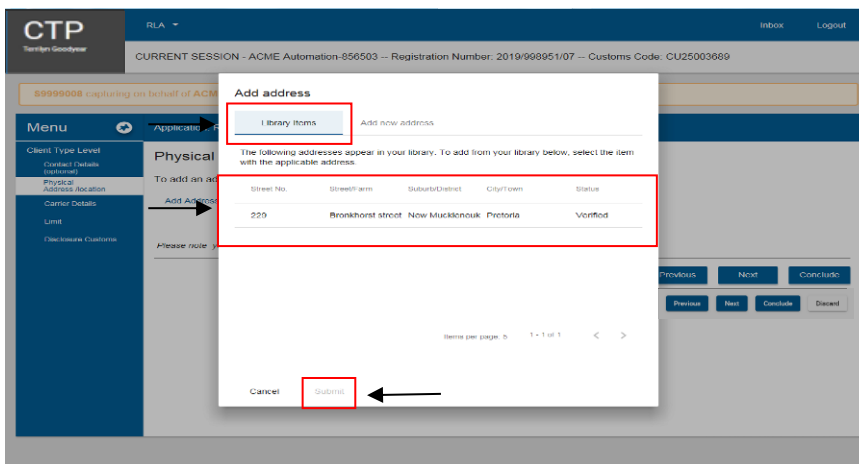 CTP
RLA
Inbox
Logout
CURRENT SESSION - ACME Automation-856503 -- Registration Number: 2019/998951/07 -- Customs Code: CU25003689
capturing on behalf of ACM
Menu
Client Type Level
Contact Details
(optional)
Physical
Address /location
Carrier Details
Limit
Disclosure Customs
Physical
To add an ad
Add Address
Please note y
Add address
Library Items
Add new address
The following addresses appear in your library. To add from your library below, select the item
with the applicable address.
Street No.
Street/Farm
Suburb/District
City/Town
Status
229
Bronkhorst street
New Mucklenouk
Pretoria
Verified
Items per page: 5
1 - 1 of 1
Cancel
Submit
Previous
Next
Conclude
Previous
Next
Conclude
Discard